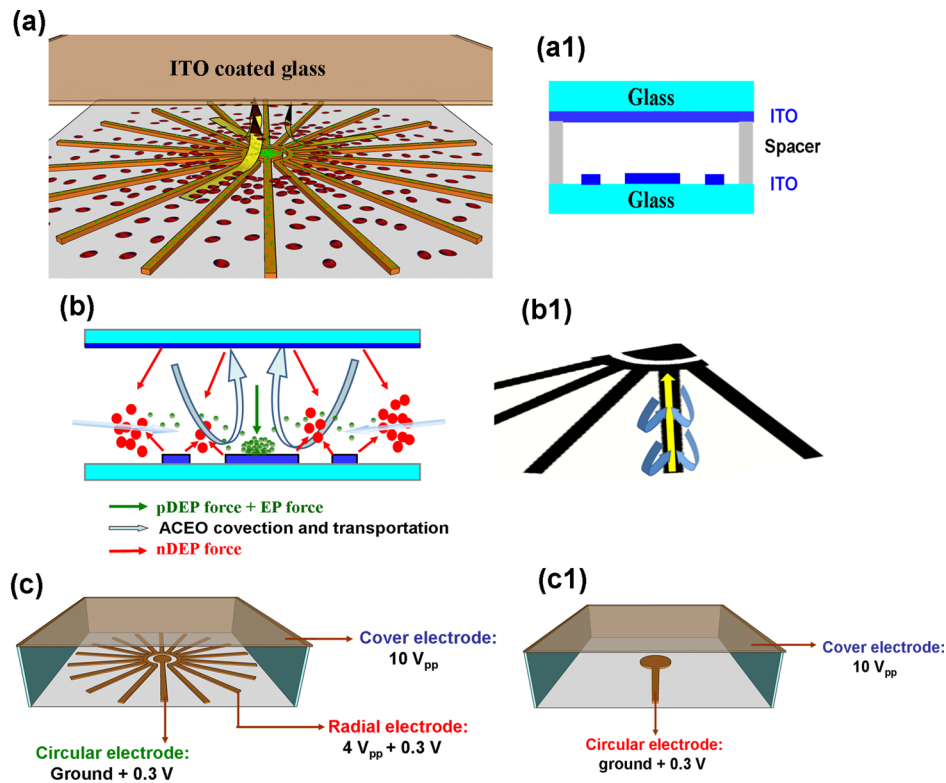 (a)
ITO coated glass
(a1)
Glass
ITO
Spacer
ITO
Glass
(b)
pDEP force + EP force
ACEO covection and transportation
nDEP force
(b1)
(c)
Cover electrode:
10 Vpp
Radial electrode:
4 Vpp + 0.3 V
Circular electrode:
Ground + 0.3 V
(c1)
Cover electrode:
10 Vpp
Circular electrode:
ground + 0.3 V